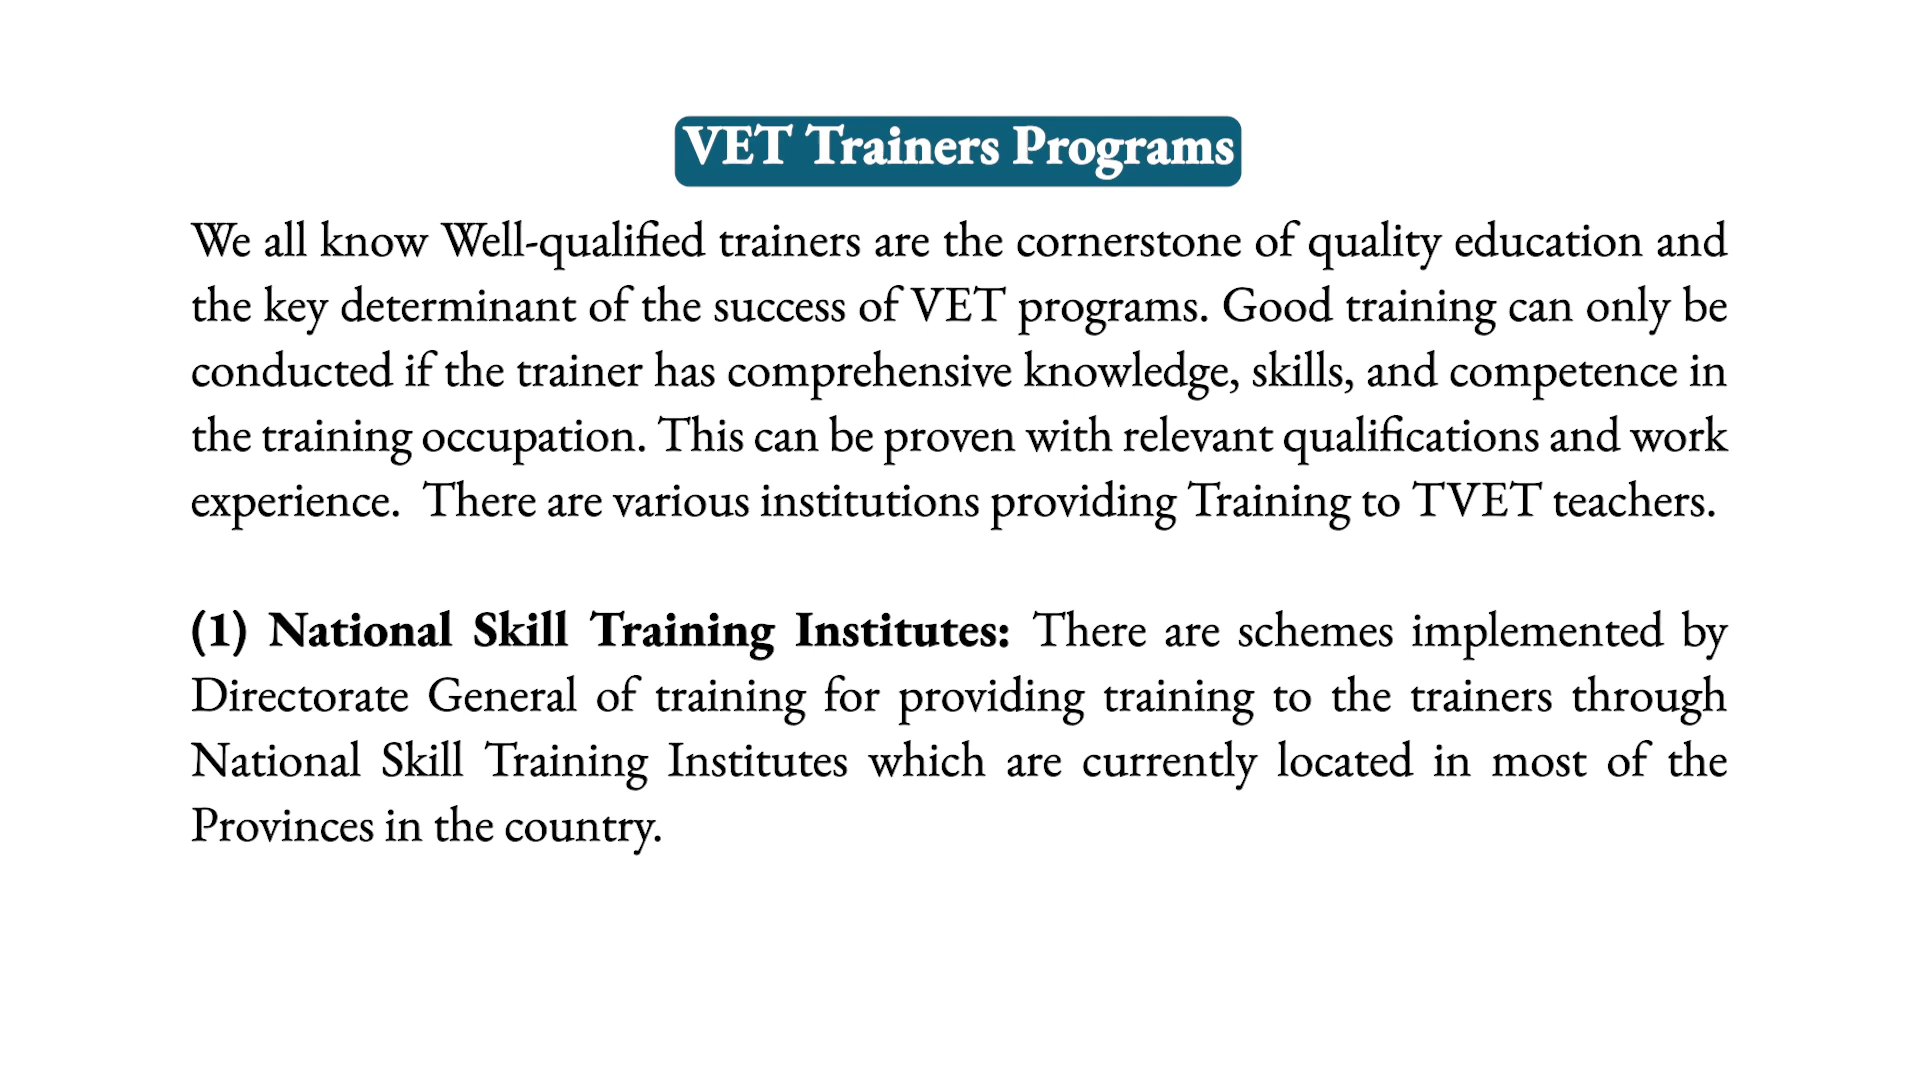 VET Trainers Programs
We all know Well-qualified trainers are the cornerstone of quality education and
the key determinant of the success of VET programs. Good training can only be
conducted if the trainer has comprehensive knowledge, skills, and competence in
the training occupation. This can be proven with relevant qualifications and work
experience.  There are various institutions providing Training to TVET teachers.
(1) National Skill Training Institutes: There are schemes implemented by
Directorate General of training for providing training to the trainers through
National Skill Training Institutes which are currently located in most of the
Provinces in the country.